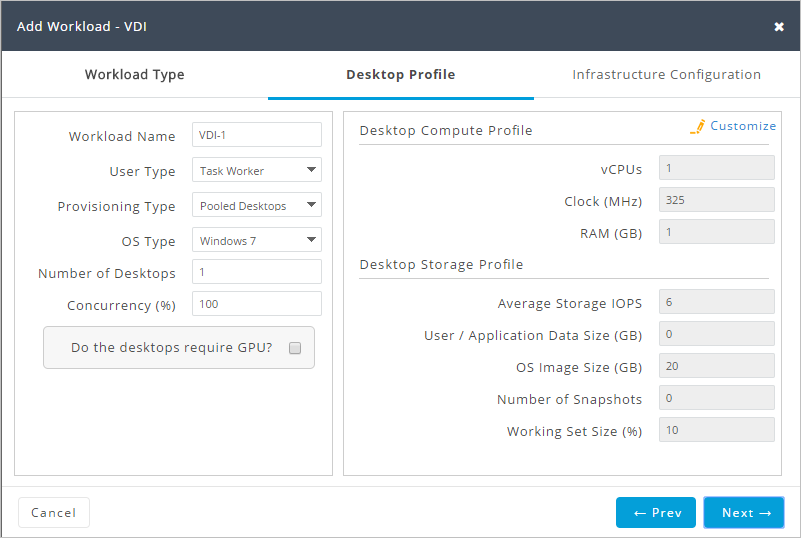 Add Workload - VDI ✖
Workload Type Desktop Profile Infrastructure Configuration
Workload Name VDI-1
User Type Task Worker
Provisioning Type Pooled Desktops
OS Type Windows 7
Number of Desktops 1
Concurrency (%) 100
Do the desktops require GPU?
Desktop Compute Profile Customize
vCPUs 1
Clock (MHz) 325
RAM (GB) 1
Desktop Storage Profile
Average Storage IOPS 6
User / Application Data Size (GB) 0
OS Image Size (GB) 20
Number of Snapshots 0
Working Set Size (%) 10
Cancel ← Prev Next →